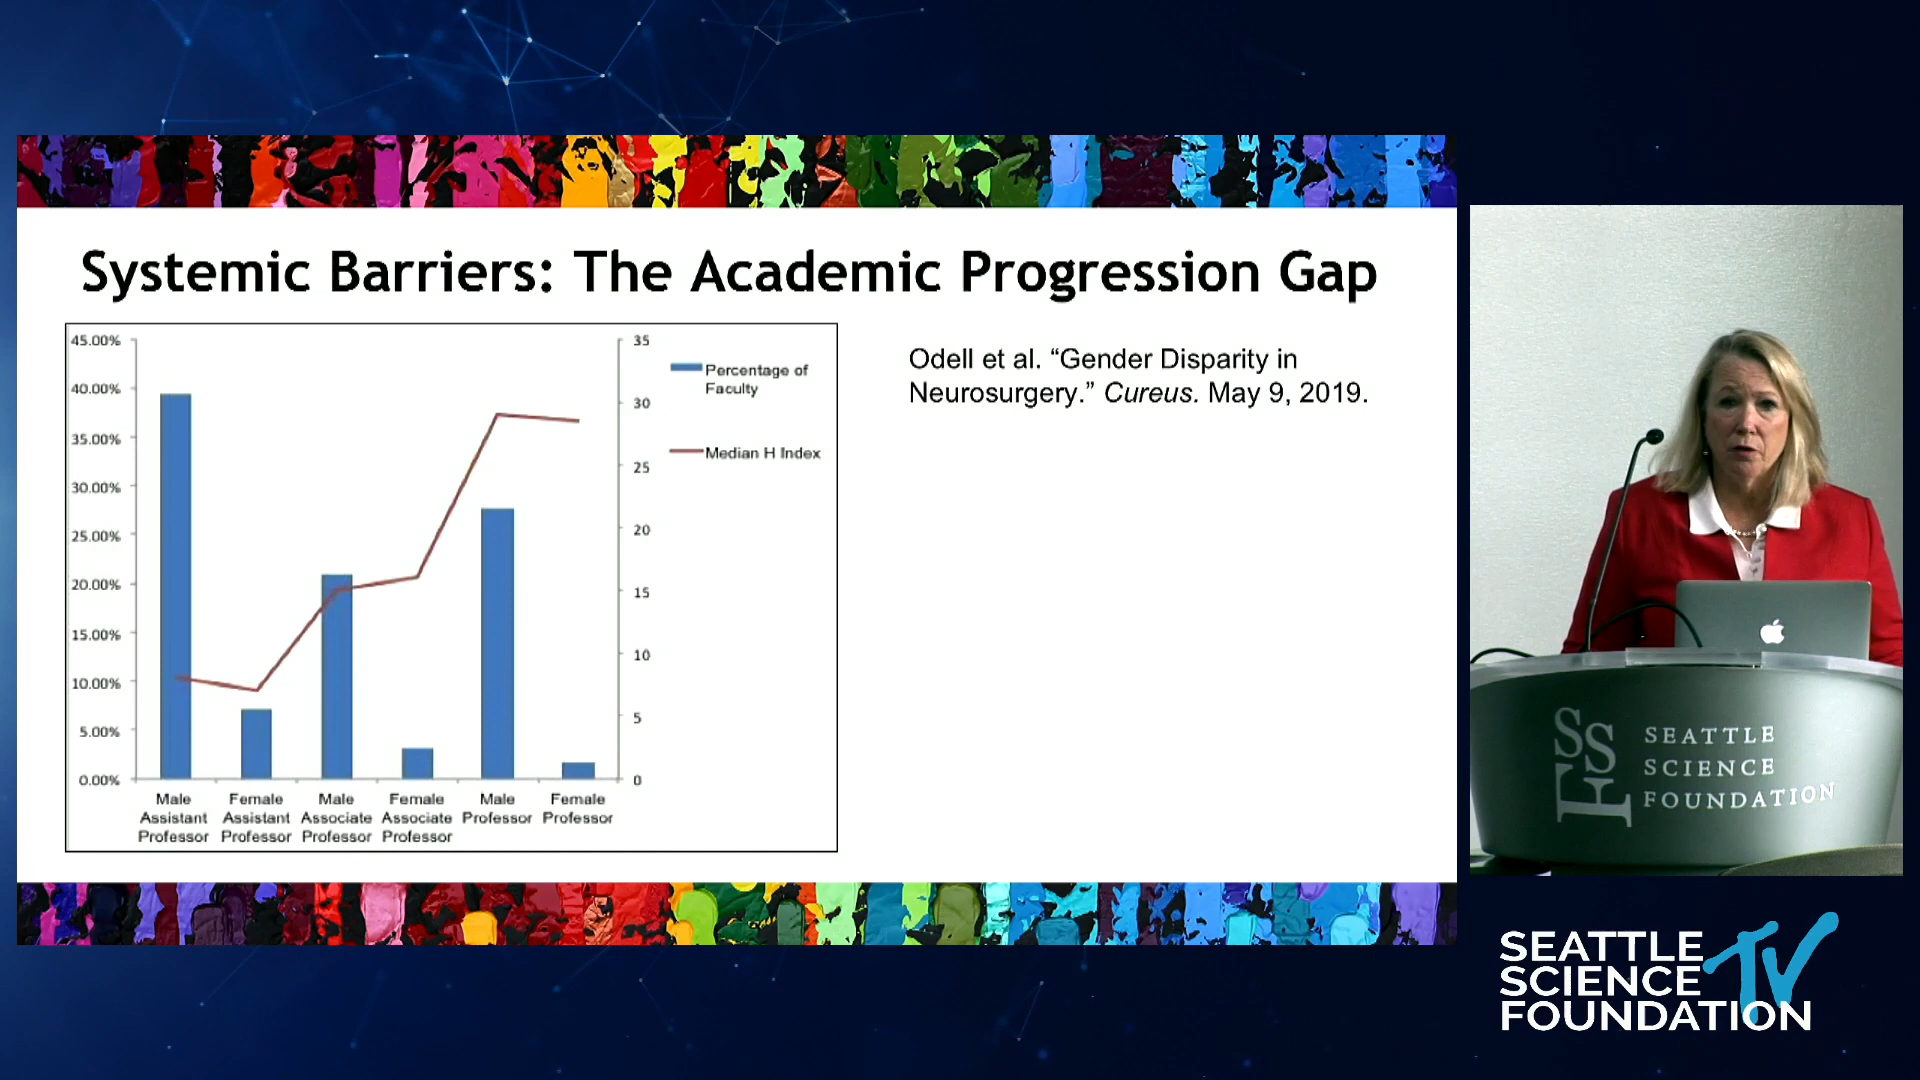 Systemic Barriers: The Academic Progression Gap
45.00%
40.00%
35.00%
30.00%
25.00%
20.00%
15.00%
10.00%
5.00%
0.00%
35
30
25
20
15
10
5
0
Percentage of
Faculty
Median H Index
Male
Assistant
Professor
Female
Assistant
Professor
Male
Associate
Professor
Female
Associate
Professor
Male
Professor
Female
Professor
Odell et al. “Gender Disparity in
Neurosurgery.” Cureus. May 9, 2019.
SSF
SEATTLE
SCIENCE
FOUNDATION
SEATTLE
SCIENCE
FOUNDATION
TV